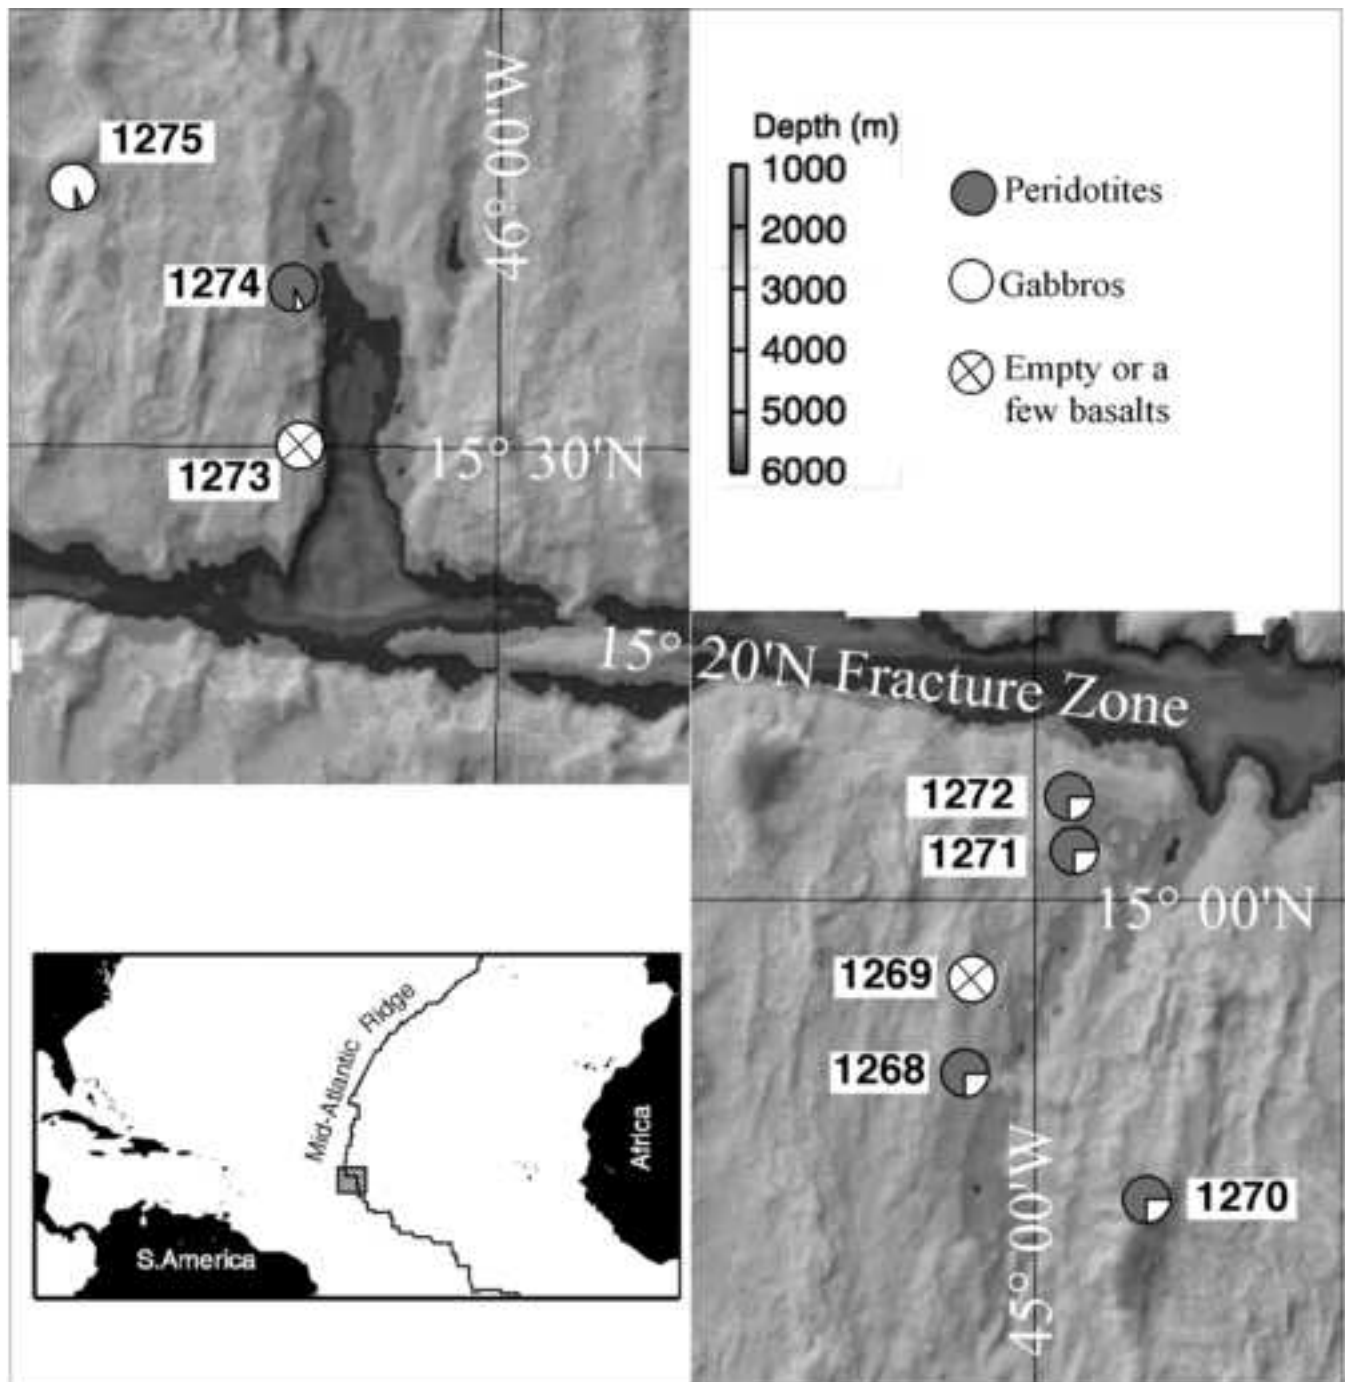 1275
46° 00'W
1274
15° 30'N
1273
Depth (m)
1000
2000
3000
4000
5000
6000
Peridotites
Gabbros
Empty or a
few basalts
15° 20'N Fracture Zone
1272
1271
15° 00'N
1269
1268
1270
45° 00'W
Mid-Atlantic Ridge
Africa
S.America